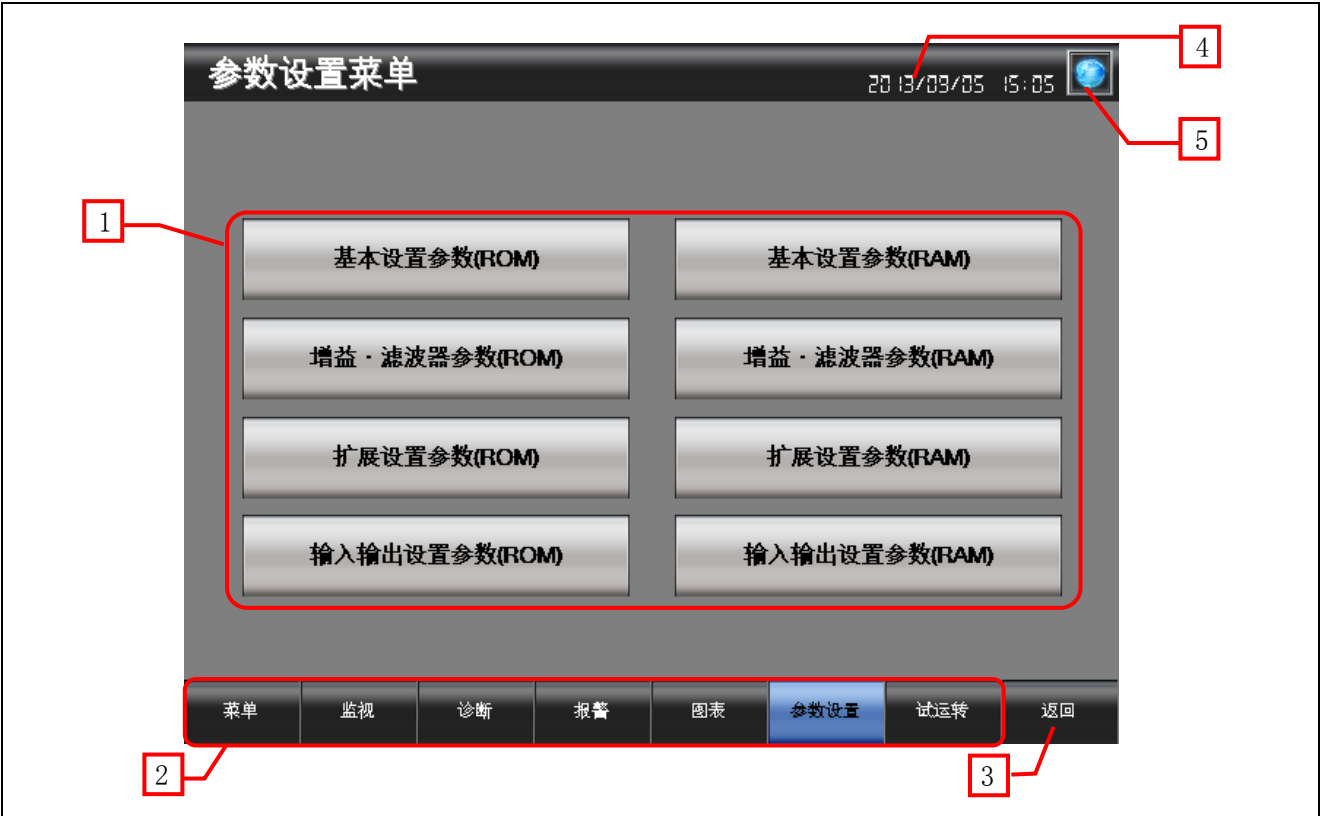 参数设置菜单
2013/09/05 15:05
4
5
1
基本设置参数(ROM)
基本设置参数(RAM)
增益・滤波器参数(ROM)
增益・滤波器参数(RAM)
扩展设置参数(ROM)
扩展设置参数(RAM)
输入输出设置参数(ROM)
输入输出设置参数(RAM)
菜单
监视
诊断
报警
图表
参数设置
试运转
返回
2
3